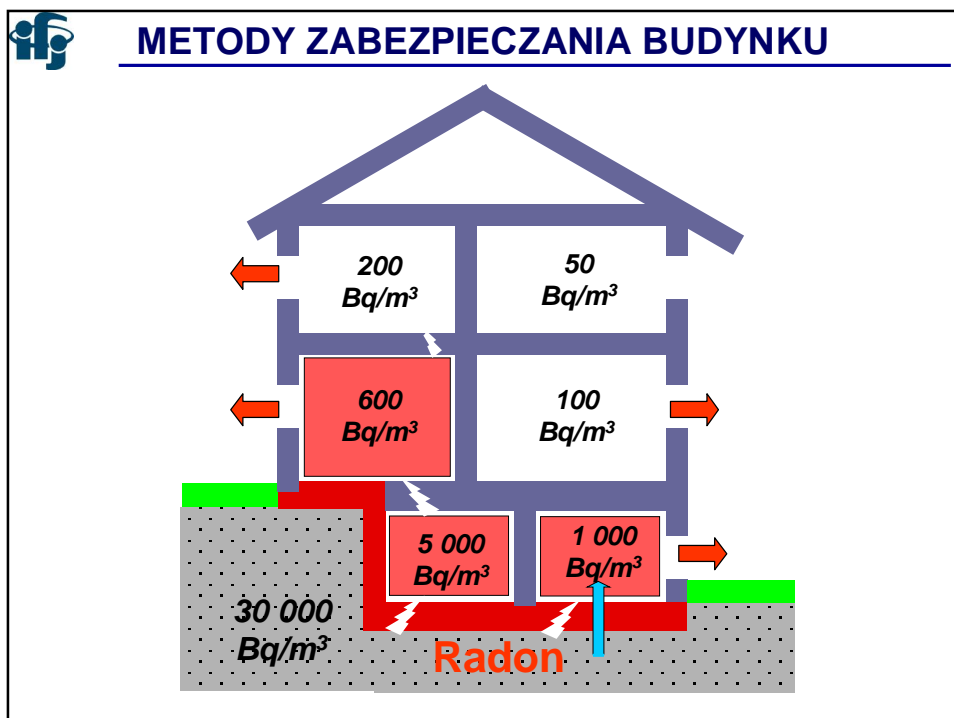 ifj
METODY ZABEZPIECZANIA BUDYNKU
200
Bq/m³
50
Bq/m³
600
Bq/m³
100
Bq/m³
5 000
Bq/m³
1 000
Bq/m³
30 000
Bq/m³
Radon